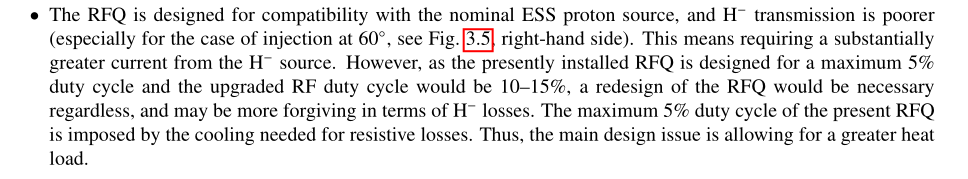 • The RFQ is designed for compatibility with the nominal ESS proton source, and H⁻ transmission is poorer
(especially for the case of injection at 60°, see Fig. 3.5, right-hand side). This means requiring a substantially
greater current from the H⁻ source. However, as the presently installed RFQ is designed for a maximum 5%
duty cycle and the upgraded RF duty cycle would be 10–15%, a redesign of the RFQ would be necessary
regardless, and may be more forgiving in terms of H⁻ losses. The maximum 5% duty cycle of the present RFQ
is imposed by the cooling needed for resistive losses. Thus, the main design issue is allowing for a greater heat
load.